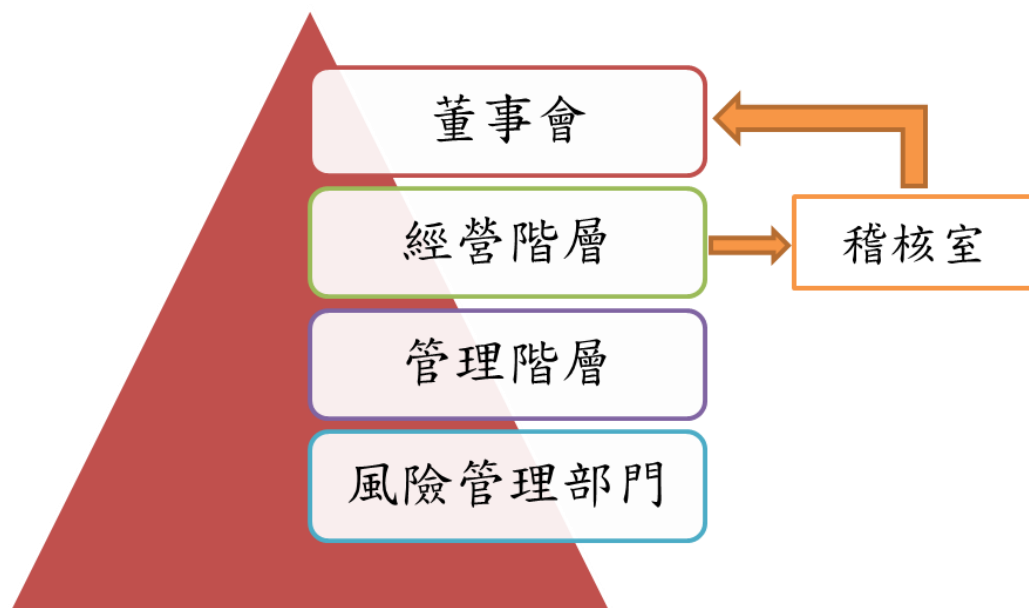 董事會
經營階層
稽核室
管理階層
風險管理部門